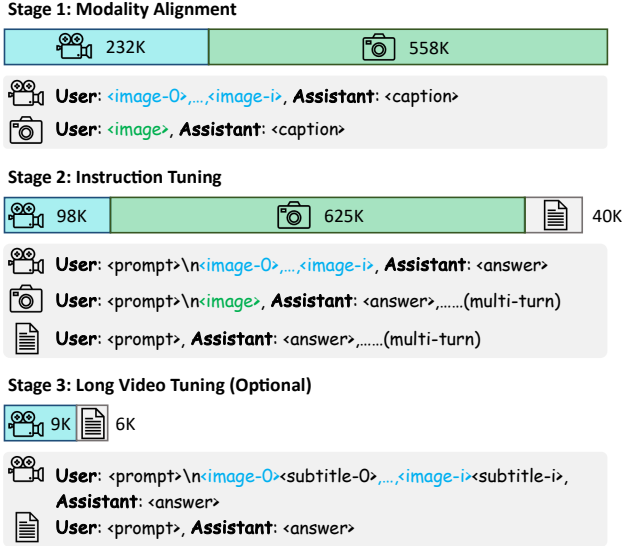 Stage 1: Modality Alignment
232K 558K
User: <image-0>,...,<image-i>, Assistant: <caption>
User: <image>, Assistant: <caption>
Stage 2: Instruction Tuning
98K 625K 40K
User: <prompt>\n<image-0>,...,<image-i>, Assistant: <answer>
User: <prompt>\n<image>, Assistant: <answer>,......(multi-turn)
User: <prompt>, Assistant: <answer>,......(multi-turn)
Stage 3: Long Video Tuning (Optional)
9K 6K
User: <prompt>\n<image-0><subtitle-0>,...,<image-i><subtitle-i>,
Assistant: <answer>
User: <prompt>, Assistant: <answer>